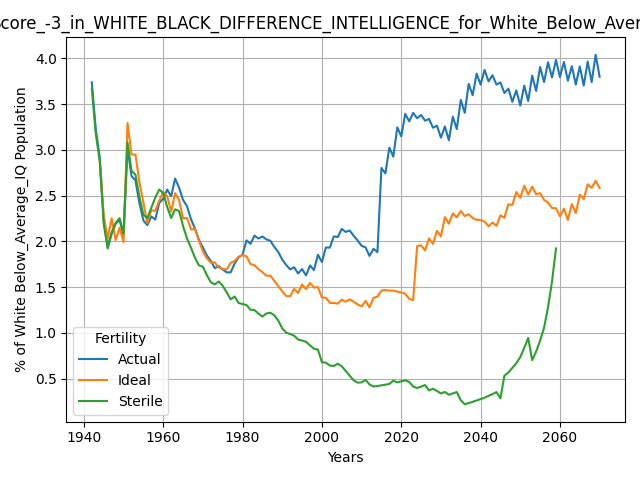 core_-3_in_WHITE_BLACK_DIFFERENCE_INTELLIGENCE_for_White_Below_Aver
% of White Below_Average_IQ Population
4.0
3.5
3.0
2.5
2.0
1.5
1.0
0.5
Fertility
Actual
Ideal
Sterile
1940 1960 1980 2000 2020 2040 2060
Years